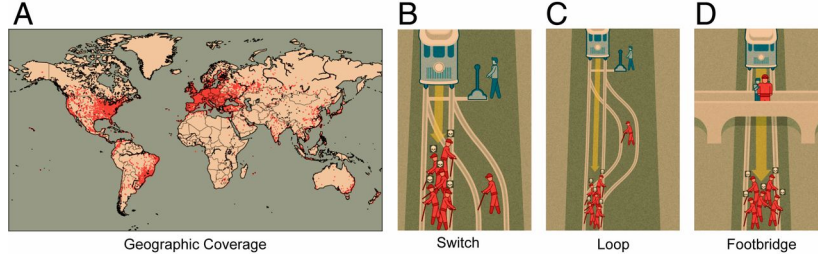 A
B
C
D
Geographic Coverage
Switch
Loop
Footbridge